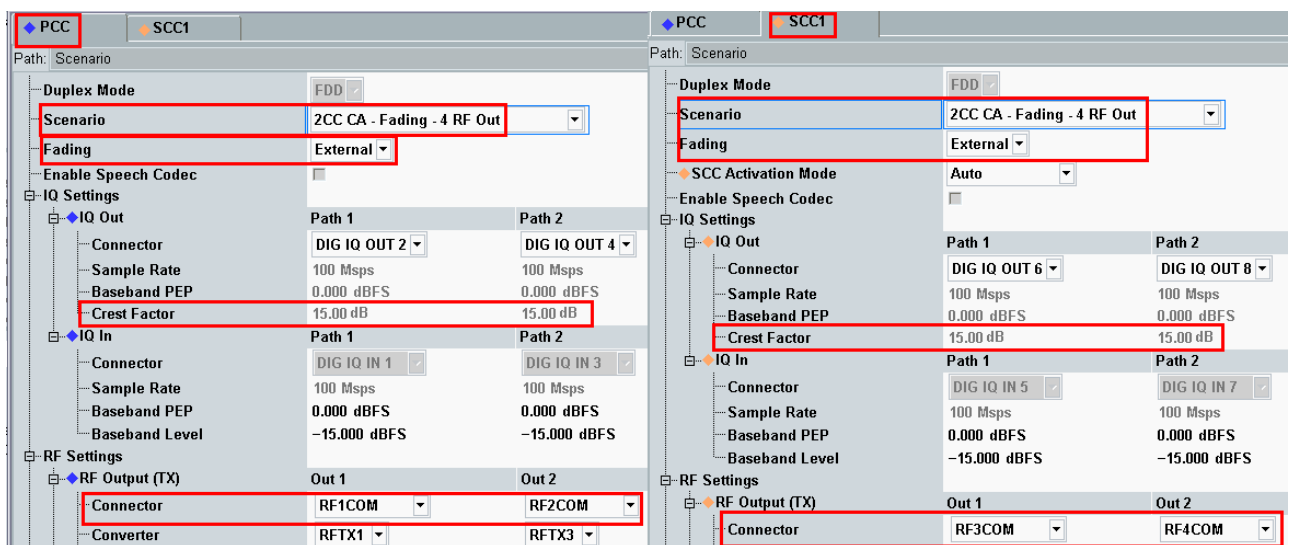 PCC SCC1
Path: Scenario
Duplex Mode FDD
Scenario 2CC CA - Fading - 4 RF Out
Fading External
Enable Speech Codec
IQ Settings
IQ Out Path 1 Path 2
Connector DIG IQ OUT 2 DIG IQ OUT 4
Sample Rate 100 Msps 100 Msps
Baseband PEP 0.000 dBFS 0.000 dBFS
Crest Factor 15.00 dB 15.00 dB
IQ In Path 1 Path 2
Connector DIG IQ IN 1 DIG IQ IN 3
Sample Rate 100 Msps 100 Msps
Baseband PEP 0.000 dBFS 0.000 dBFS
Baseband Level −15.000 dBFS −15.000 dBFS
RF Settings
RF Output (TX) Out 1 Out 2
Connector RF1COM RF2COM
Converter RFTX1 RFTX3
PCC SCC1
Path: Scenario
Duplex Mode FDD
Scenario 2CC CA - Fading - 4 RF Out
Fading External
SCC Activation Mode Auto
Enable Speech Codec
IQ Settings
IQ Out Path 1 Path 2
Connector DIG IQ OUT 6 DIG IQ OUT 8
Sample Rate 100 Msps 100 Msps
Baseband PEP 0.000 dBFS 0.000 dBFS
Crest Factor 15.00 dB 15.00 dB
IQ In Path 1 Path 2
Connector DIG IQ IN 5 DIG IQ IN 7
Sample Rate 100 Msps 100 Msps
Baseband PEP 0.000 dBFS 0.000 dBFS
Baseband Level −15.000 dBFS −15.000 dBFS
RF Settings
RF Output (TX) Out 1 Out 2
Connector RF3COM RF4COM